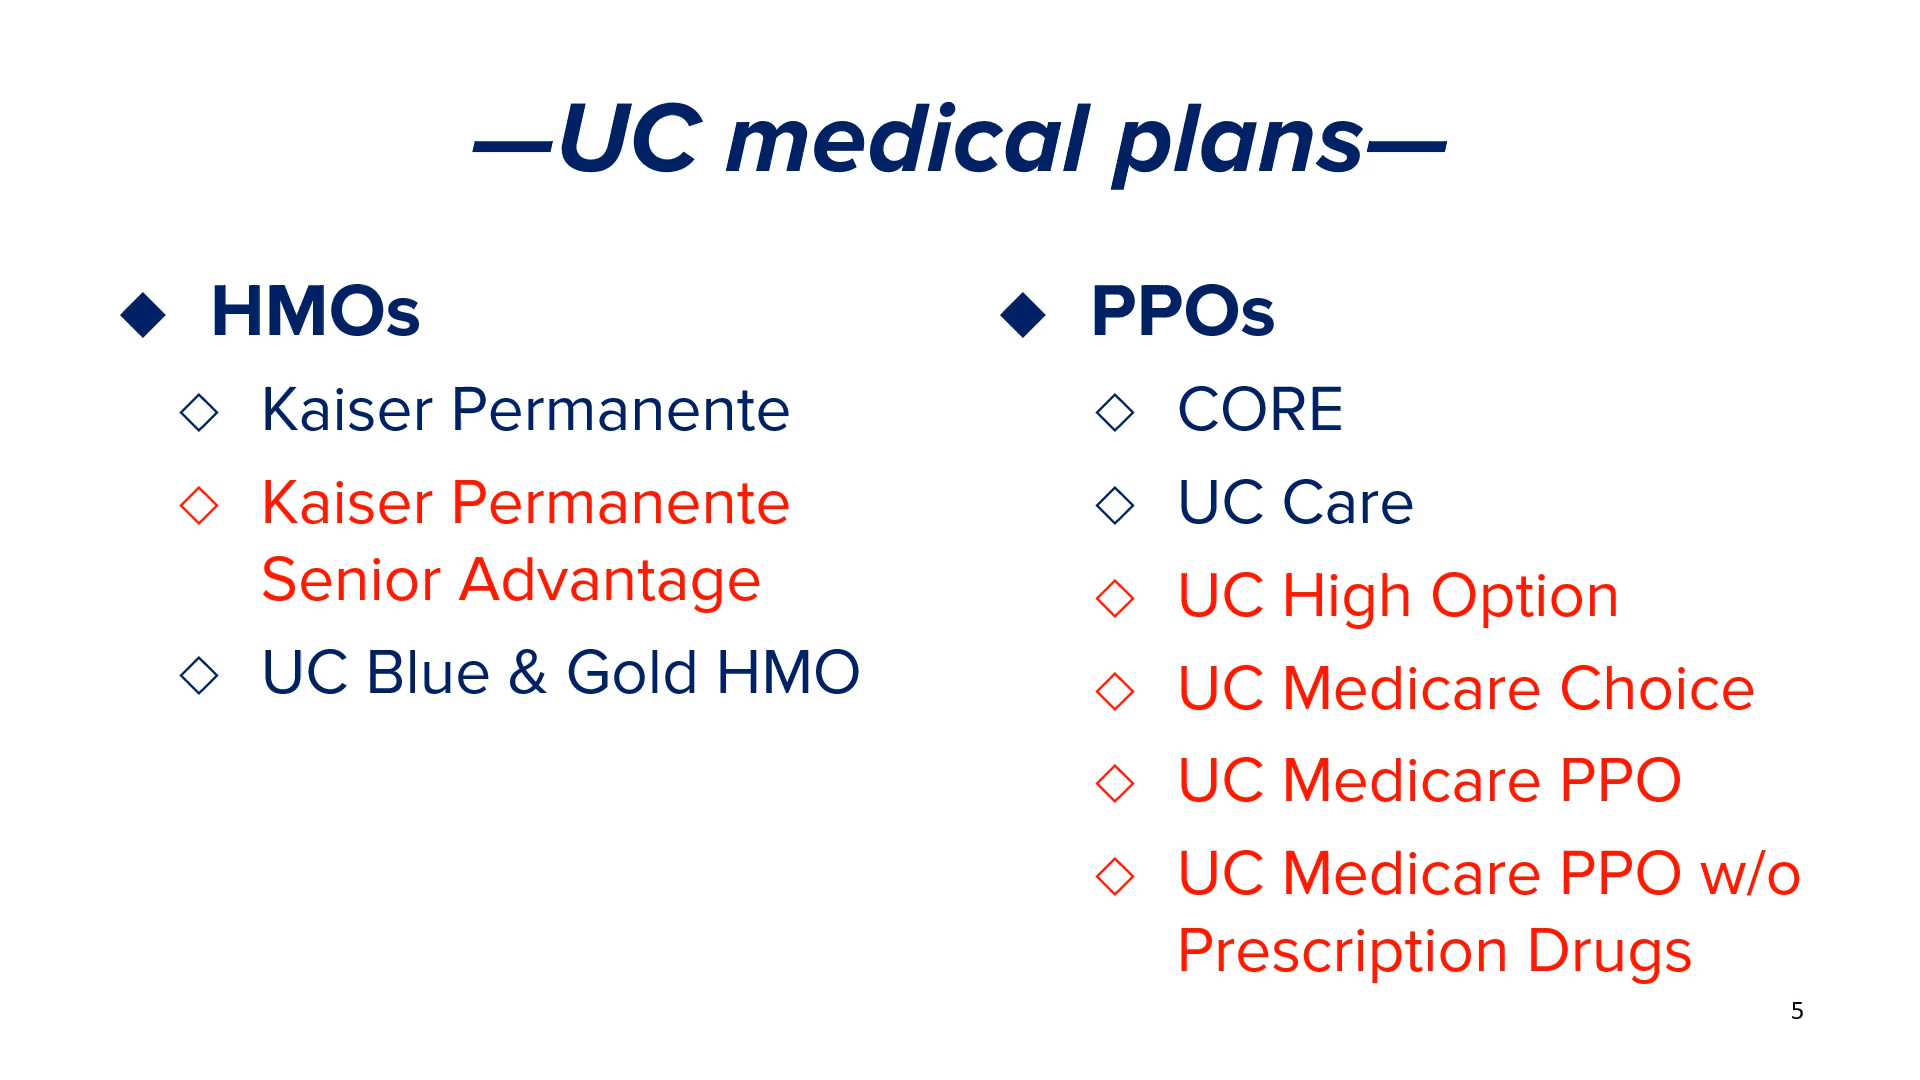 —UC medical plans—
HMOs
Kaiser Permanente
Kaiser Permanente
Senior Advantage
UC Blue & Gold HMO
PPOs
CORE
UC Care
UC High Option
UC Medicare Choice
UC Medicare PPO
UC Medicare PPO w/o
Prescription Drugs
5